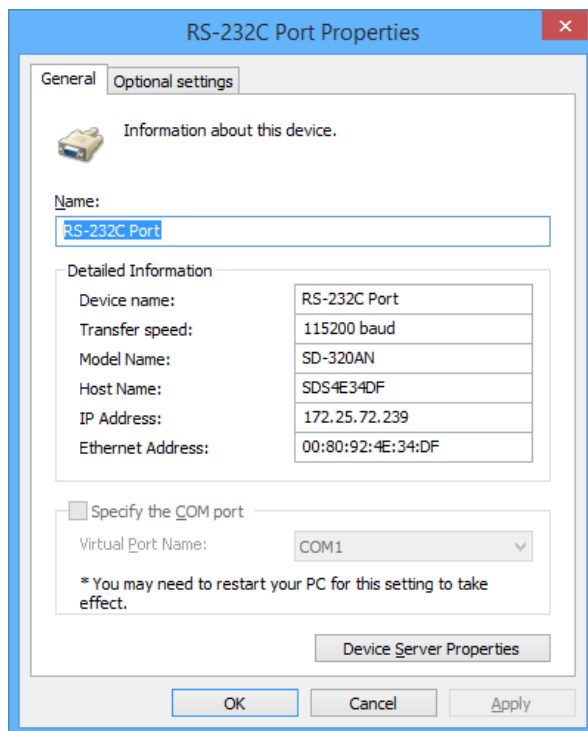 RS-232C Port Properties
General
Optional settings
Information about this device.
Name:
RS-232C Port
Detailed Information
Device name: RS-232C Port
Transfer speed: 115200 baud
Model Name: SD-320AN
Host Name: SDS4E34DF
IP Address: 172.25.72.239
Ethernet Address: 00:80:92:4E:34:DF
Specify the COM port
Virtual Port Name: COM1
* You may need to restart your PC for this setting to take
effect.
Device Server Properties
OK Cancel Apply